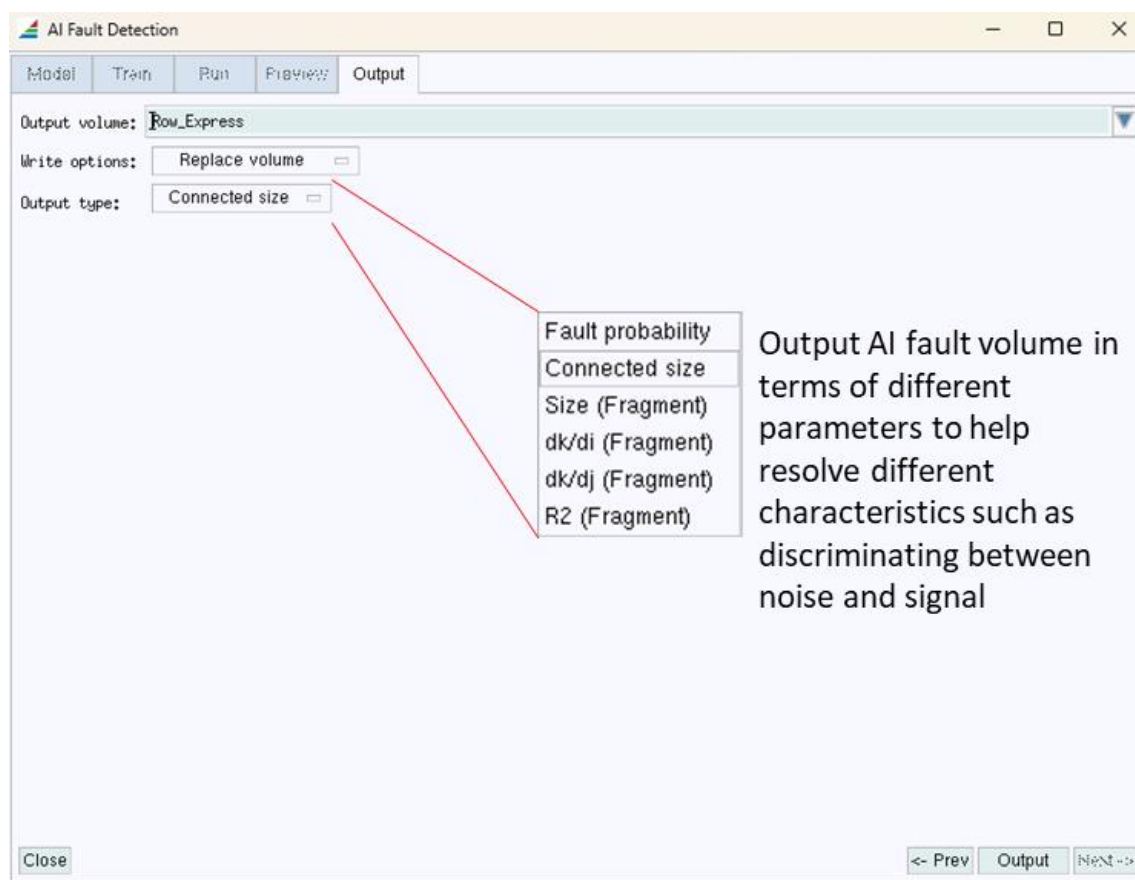 AI Fault Detection
Model Train Run Preview Output
Output volume: Row_Express
Write options: Replace volume
Output type: Connected size
Fault probability
Connected size
Size (Fragment)
dk/di (Fragment)
dk/dj (Fragment)
R2 (Fragment)
Output AI fault volume in
terms of different
parameters to help
resolve different
characteristics such as
discriminating between
noise and signal
Close <- Prev Output Next ->